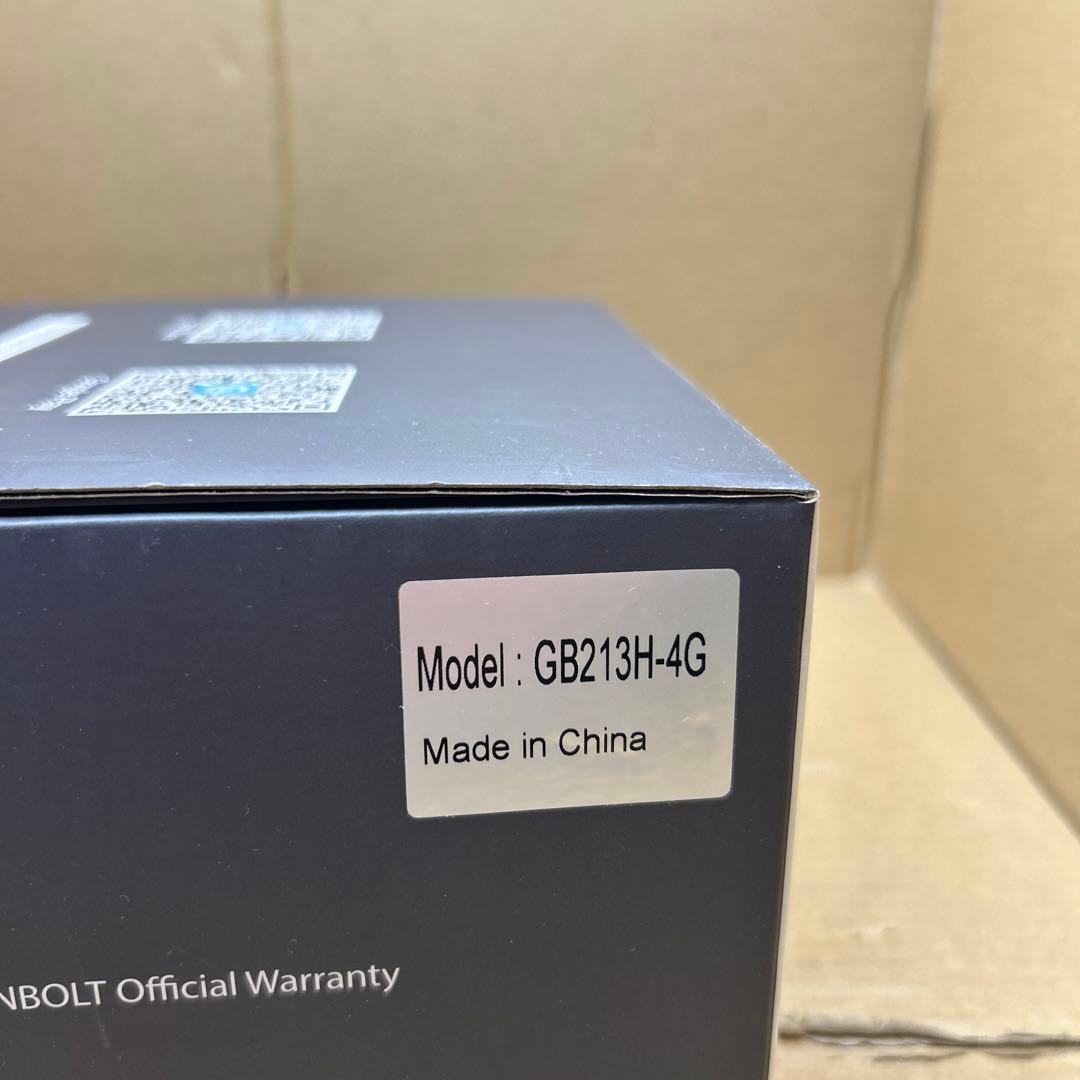 Model : GB213H-4G
Made in China
NBOLT Official Warranty